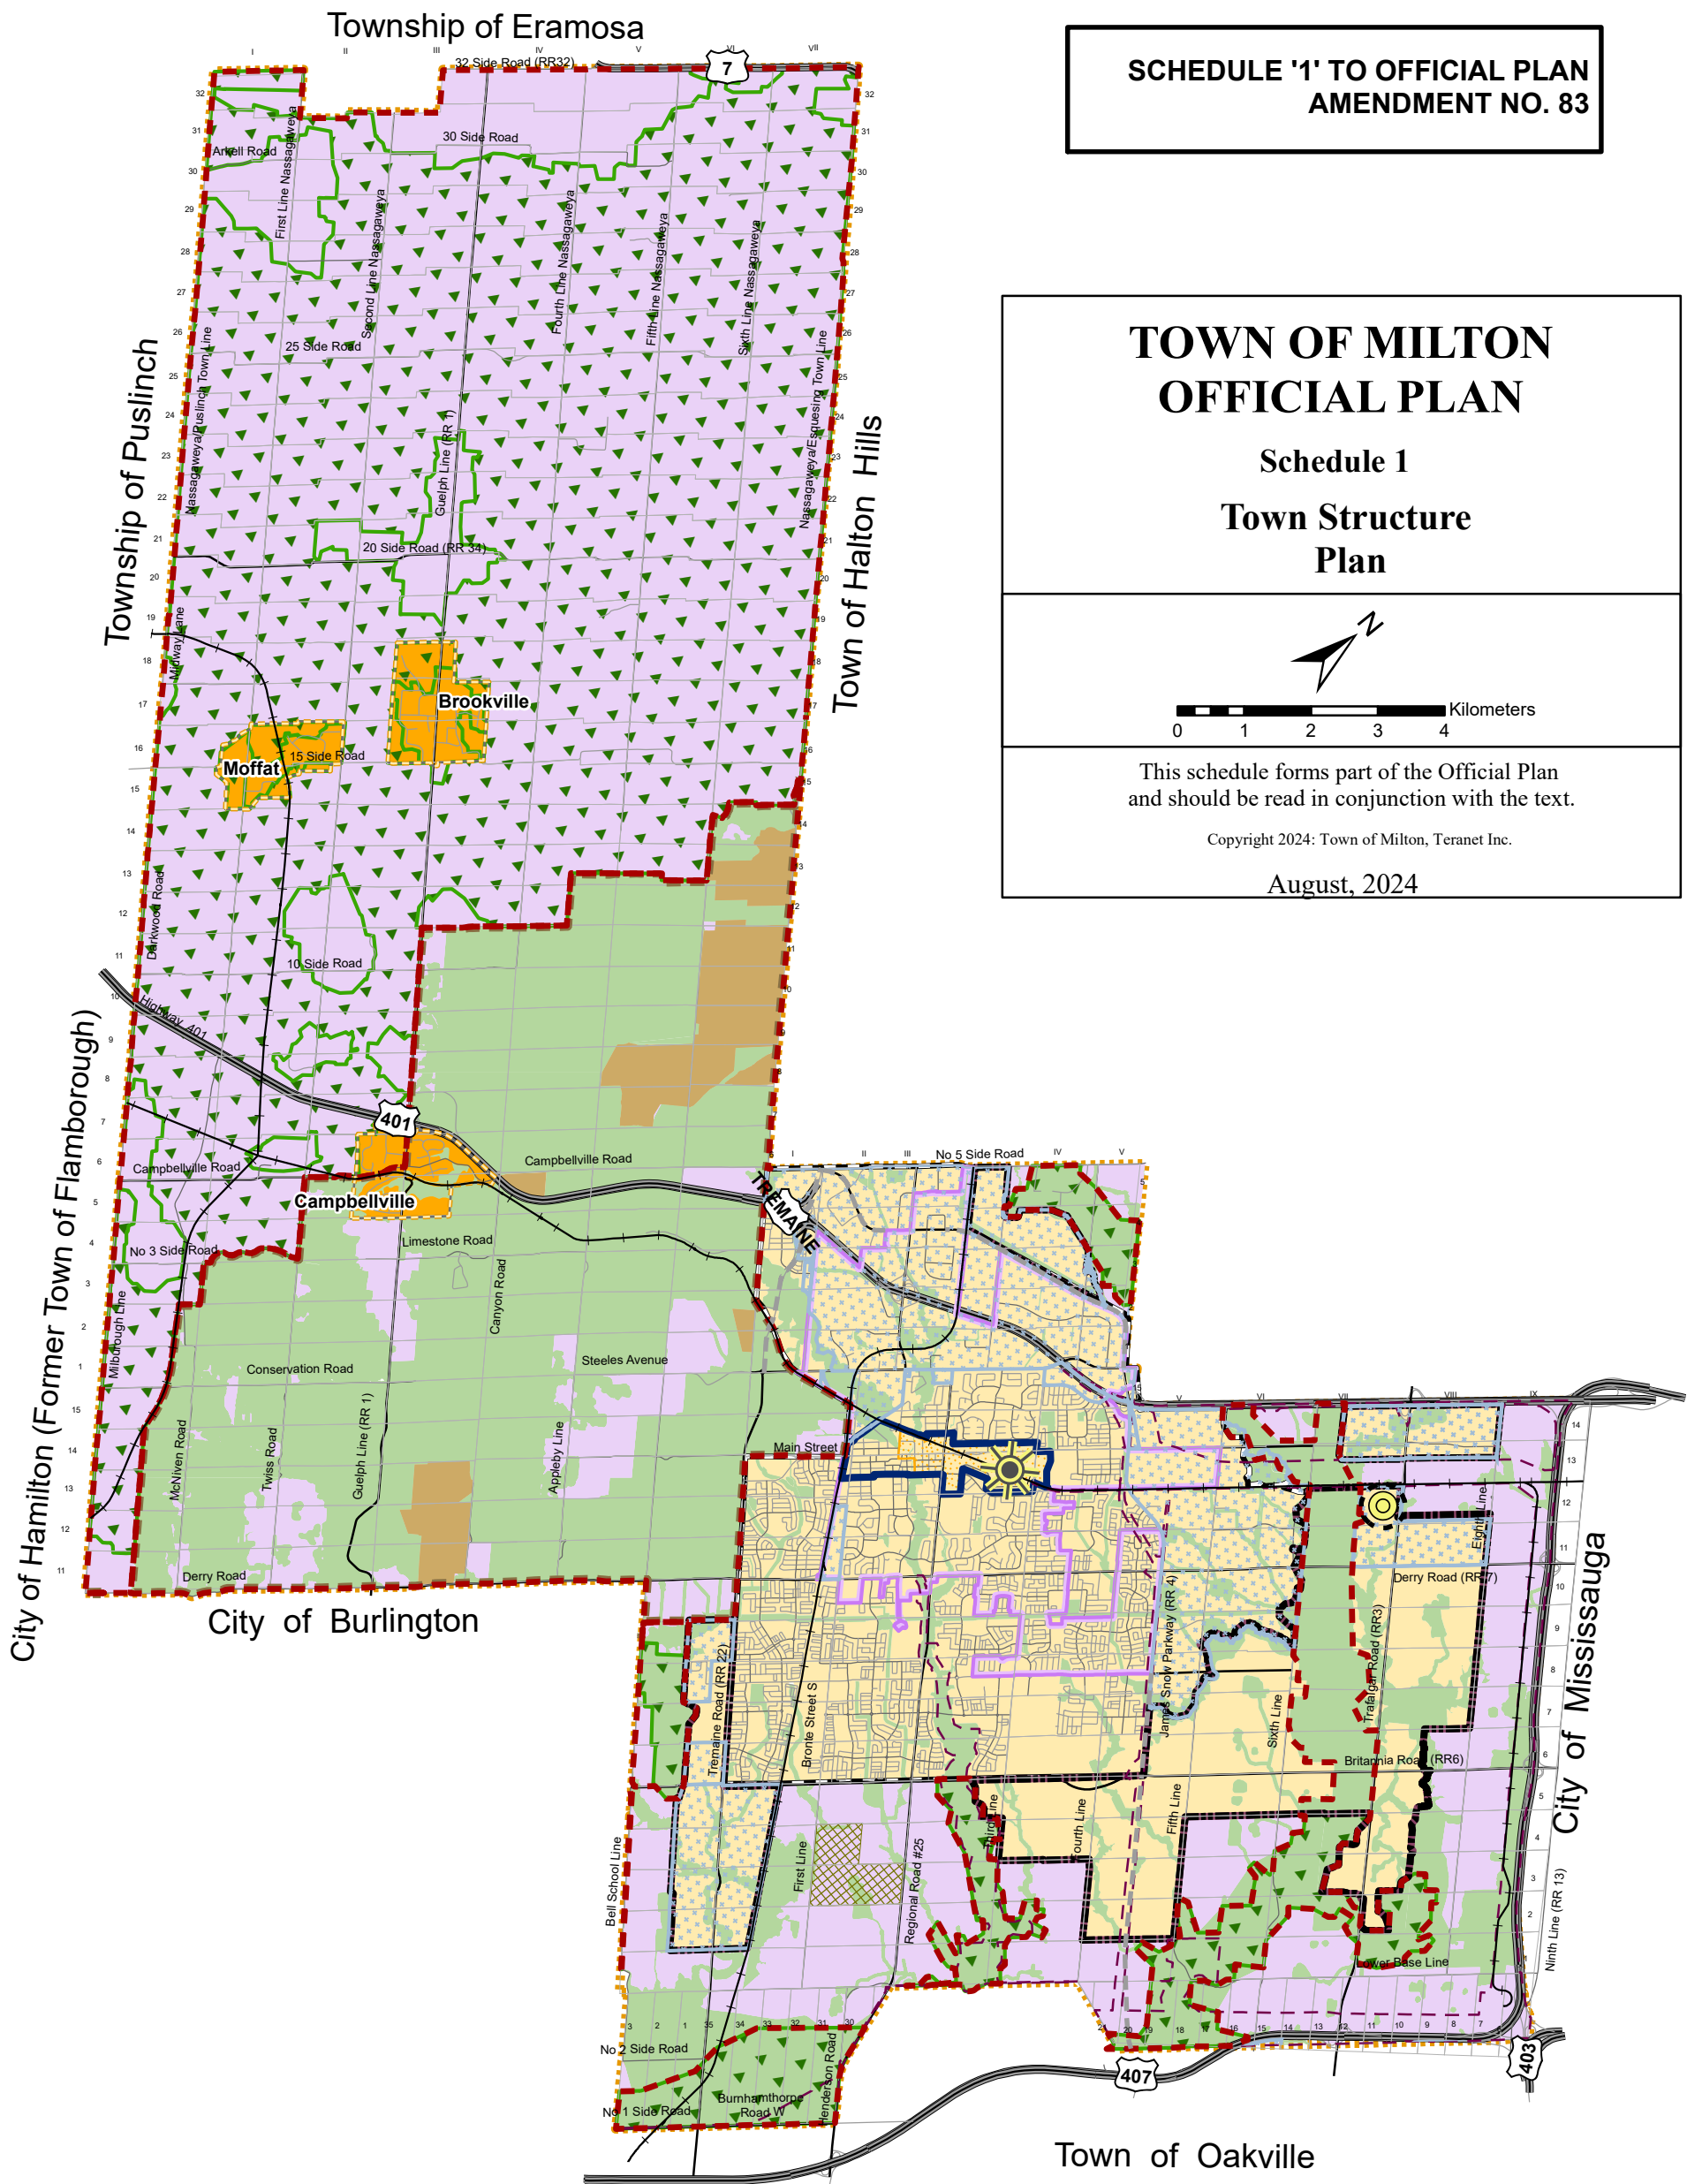 Township of Eramosa
SCHEDULE '1' TO OFFICIAL PLAN
AMENDMENT NO. 83
TOWN OF MILTON
OFFICIAL PLAN
Schedule 1
Town Structure
Plan
N
Kilometers
0 1 2 3 4
This schedule forms part of the Official Plan
and should be read in conjunction with the text.
Copyright 2024: Town of Milton, Teranet Inc.
August, 2024
I II III IV V VI VII
32 Side Road (RR32)
7
Arkell Road
30 Side Road
First Line Nassagaweya
Second Line Nassagaweya
Fourth Line Nassagaweya
Fifth Line Nassagaweya
Sixth Line Nassagaweya
25 Side Road
Nassagaweya/Puslinch Town Line
Nassagaweya/Esquesing Town Line
Township of Puslinch
Town of Halton Hills
Guelph Line (RR 1)
20 Side Road (RR 34)
Midway Lane
Brookville
15 Side Road
Moffat
Darkwood Road
10 Side Road
Highway 401
401
Campbellville Road
Campbellville Road
Campbellville
No 3 Side Road
Limestone Road
Canyon Road
Milborough Line
Conservation Road
Steeles Avenue
McNiven Road
Twiss Road
Guelph Line (RR 1)
Appleby Line
Main Street
Derry Road
City of Hamilton (Former Town of Flamborough)
City of Burlington
No 5 Side Road
TREMAINE
Tremaine Road (RR 22)
Bronte Street S
James Snow Parkway (RR 4)
Sixth Line
Trafalgar Road (RR3)
Eighth Line
Derry Road (RR 7)
Britannia Road (RR6)
Bell School Line
First Line
Regional Road #25
Third Line
Fourth Line
Fifth Line
Ninth Line (RR 13)
Lower Base Line
City of Mississauga
No 2 Side Road
No 1 Side Road
Burnhamthorpe
Road W
Henderson Road
407
403
Town of Oakville